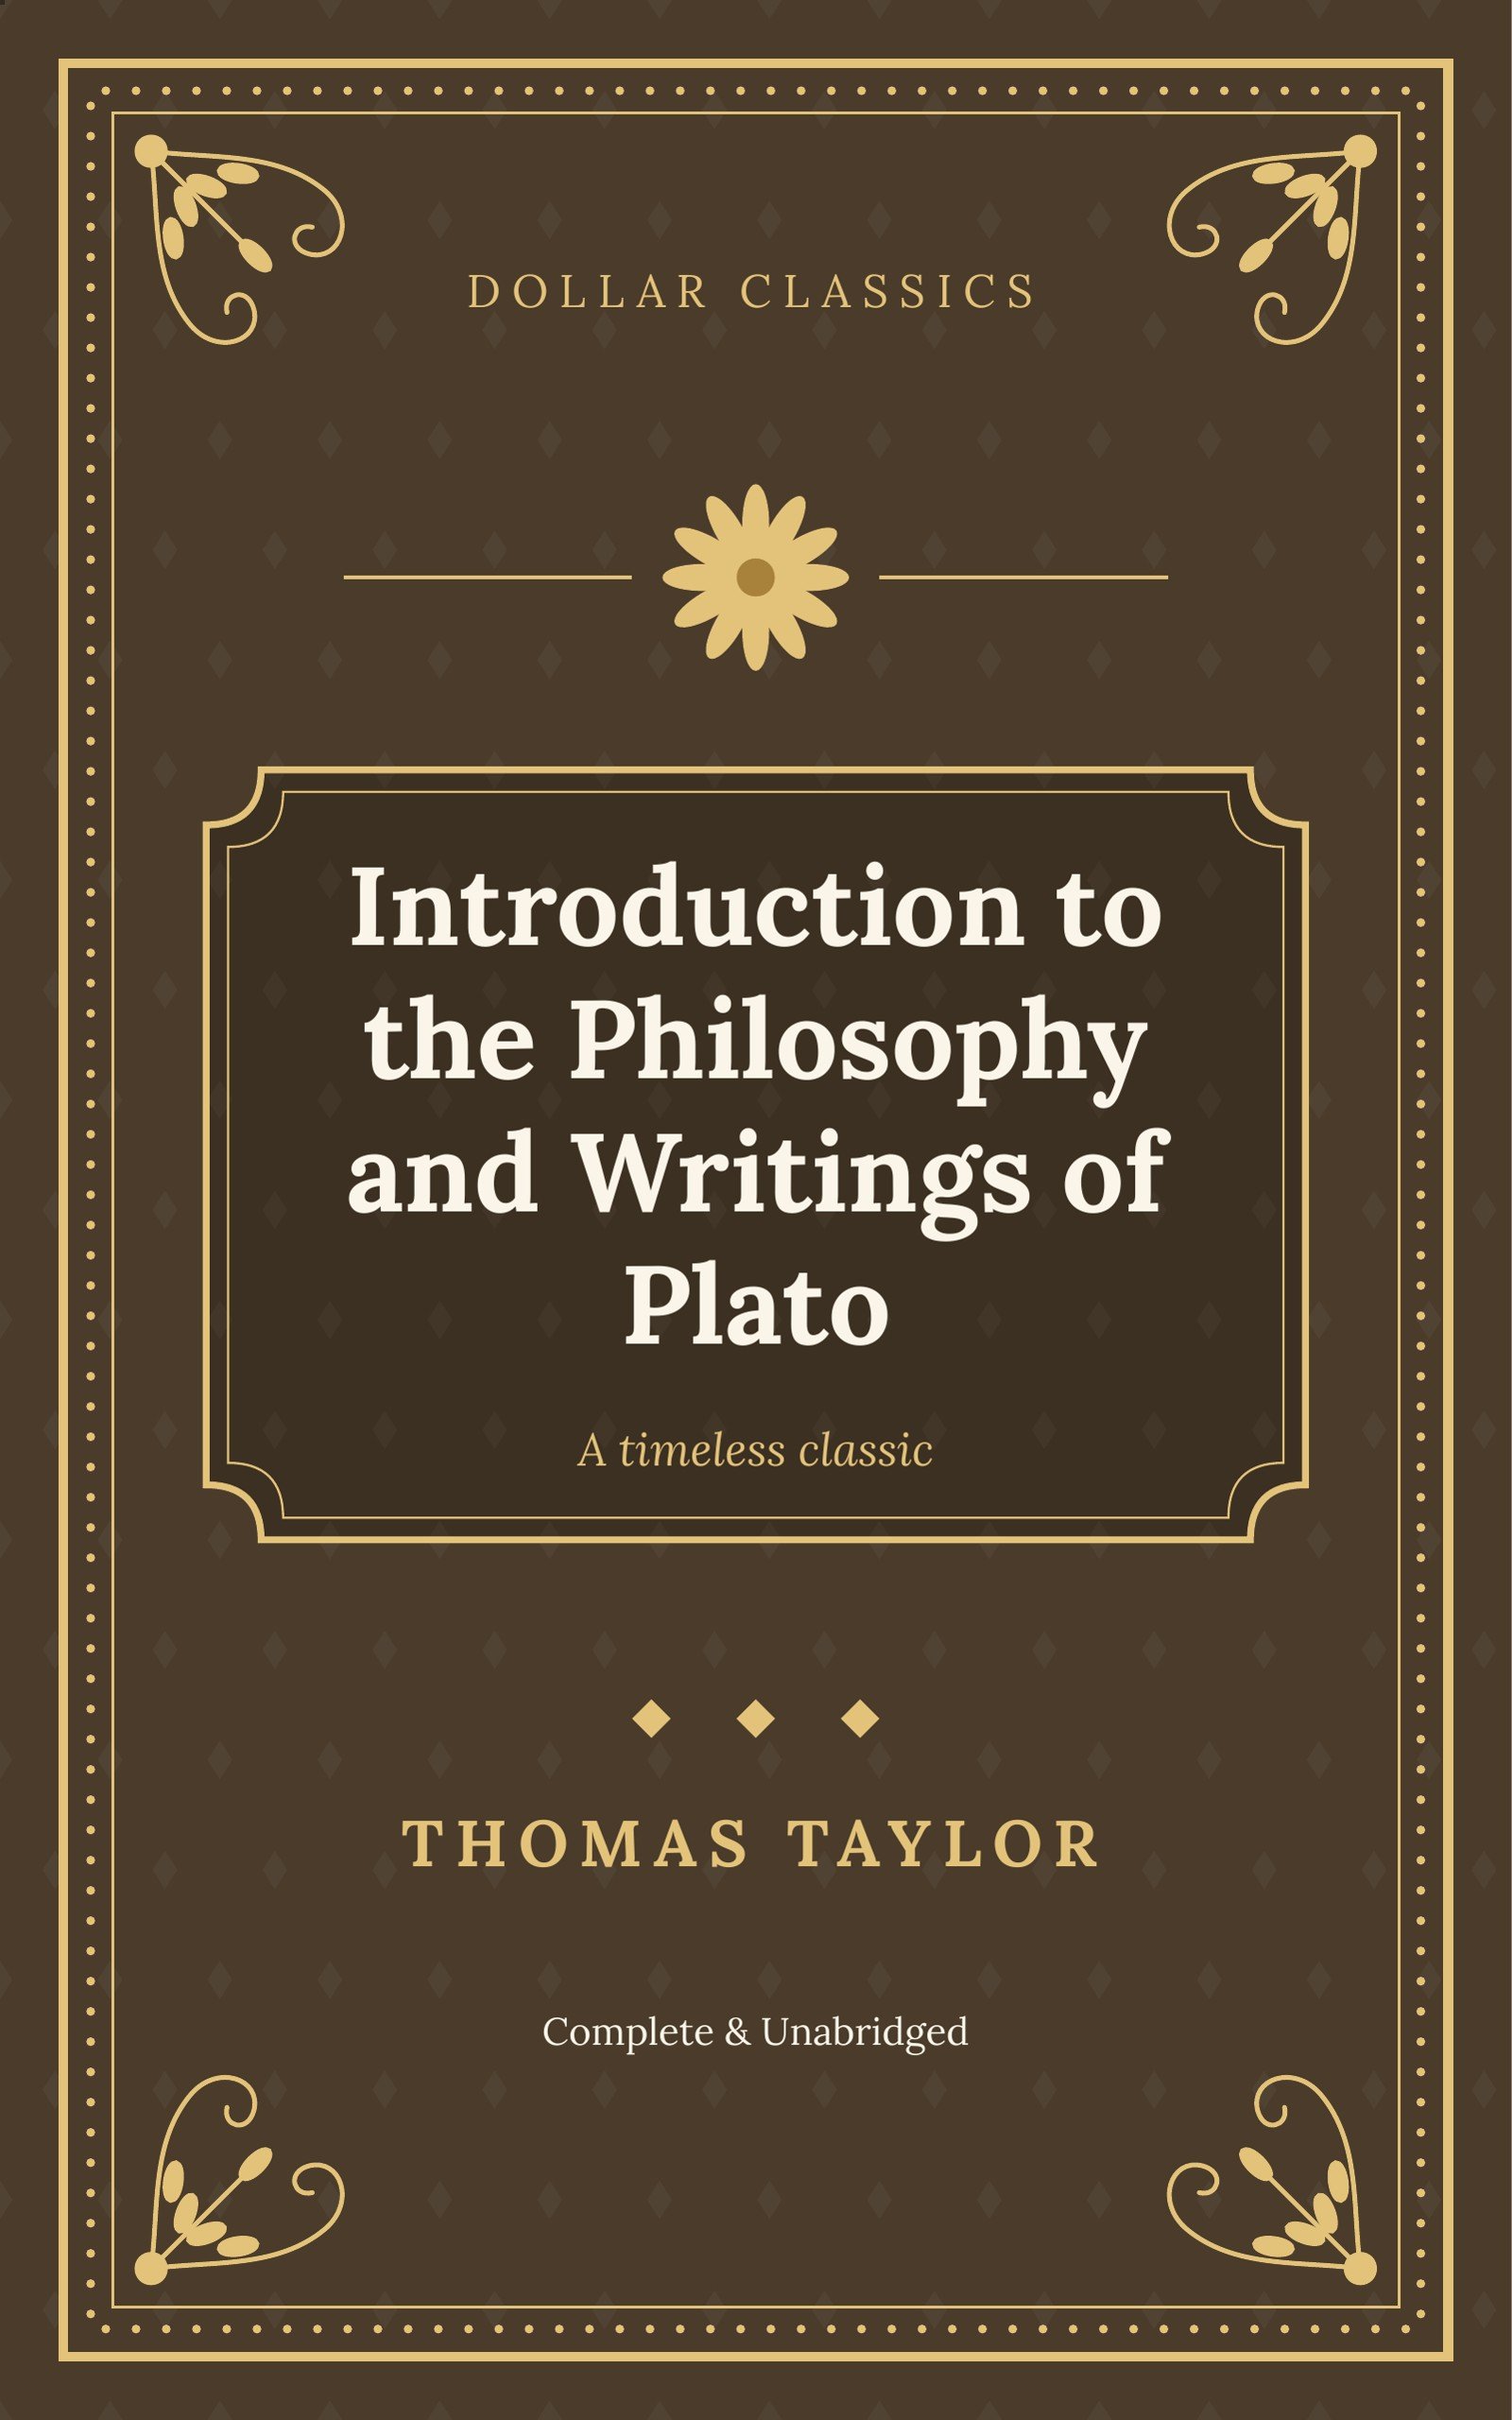 DOLLAR CLASSICS
Introduction to
the Philosophy
and Writings of
Plato
A timeless classic
THOMAS TAYLOR
Complete & Unabridged